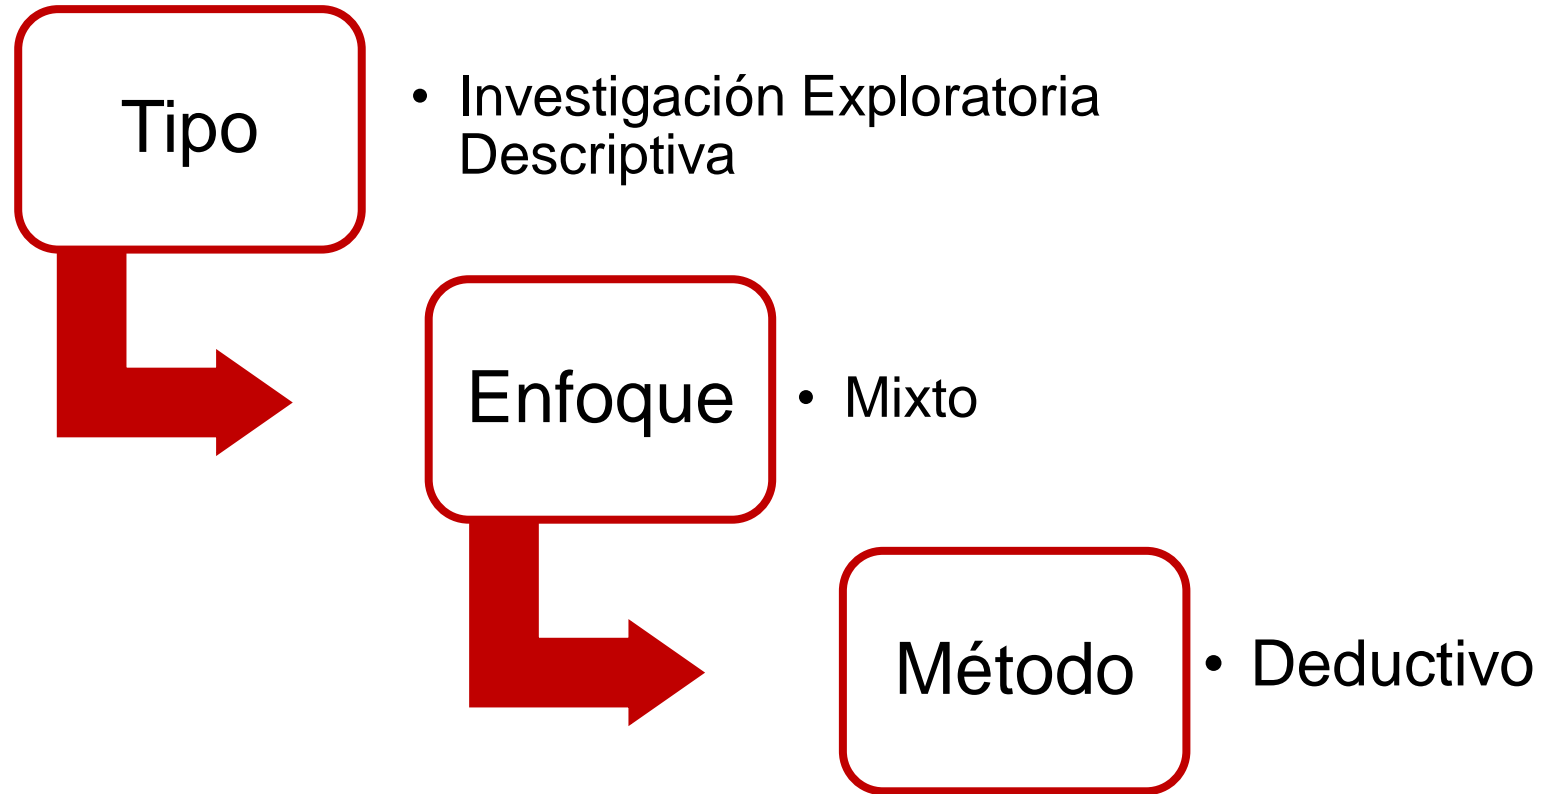 Tipo
• Investigación Exploratoria
Descriptiva
Enfoque
• Mixto
Método
• Deductivo